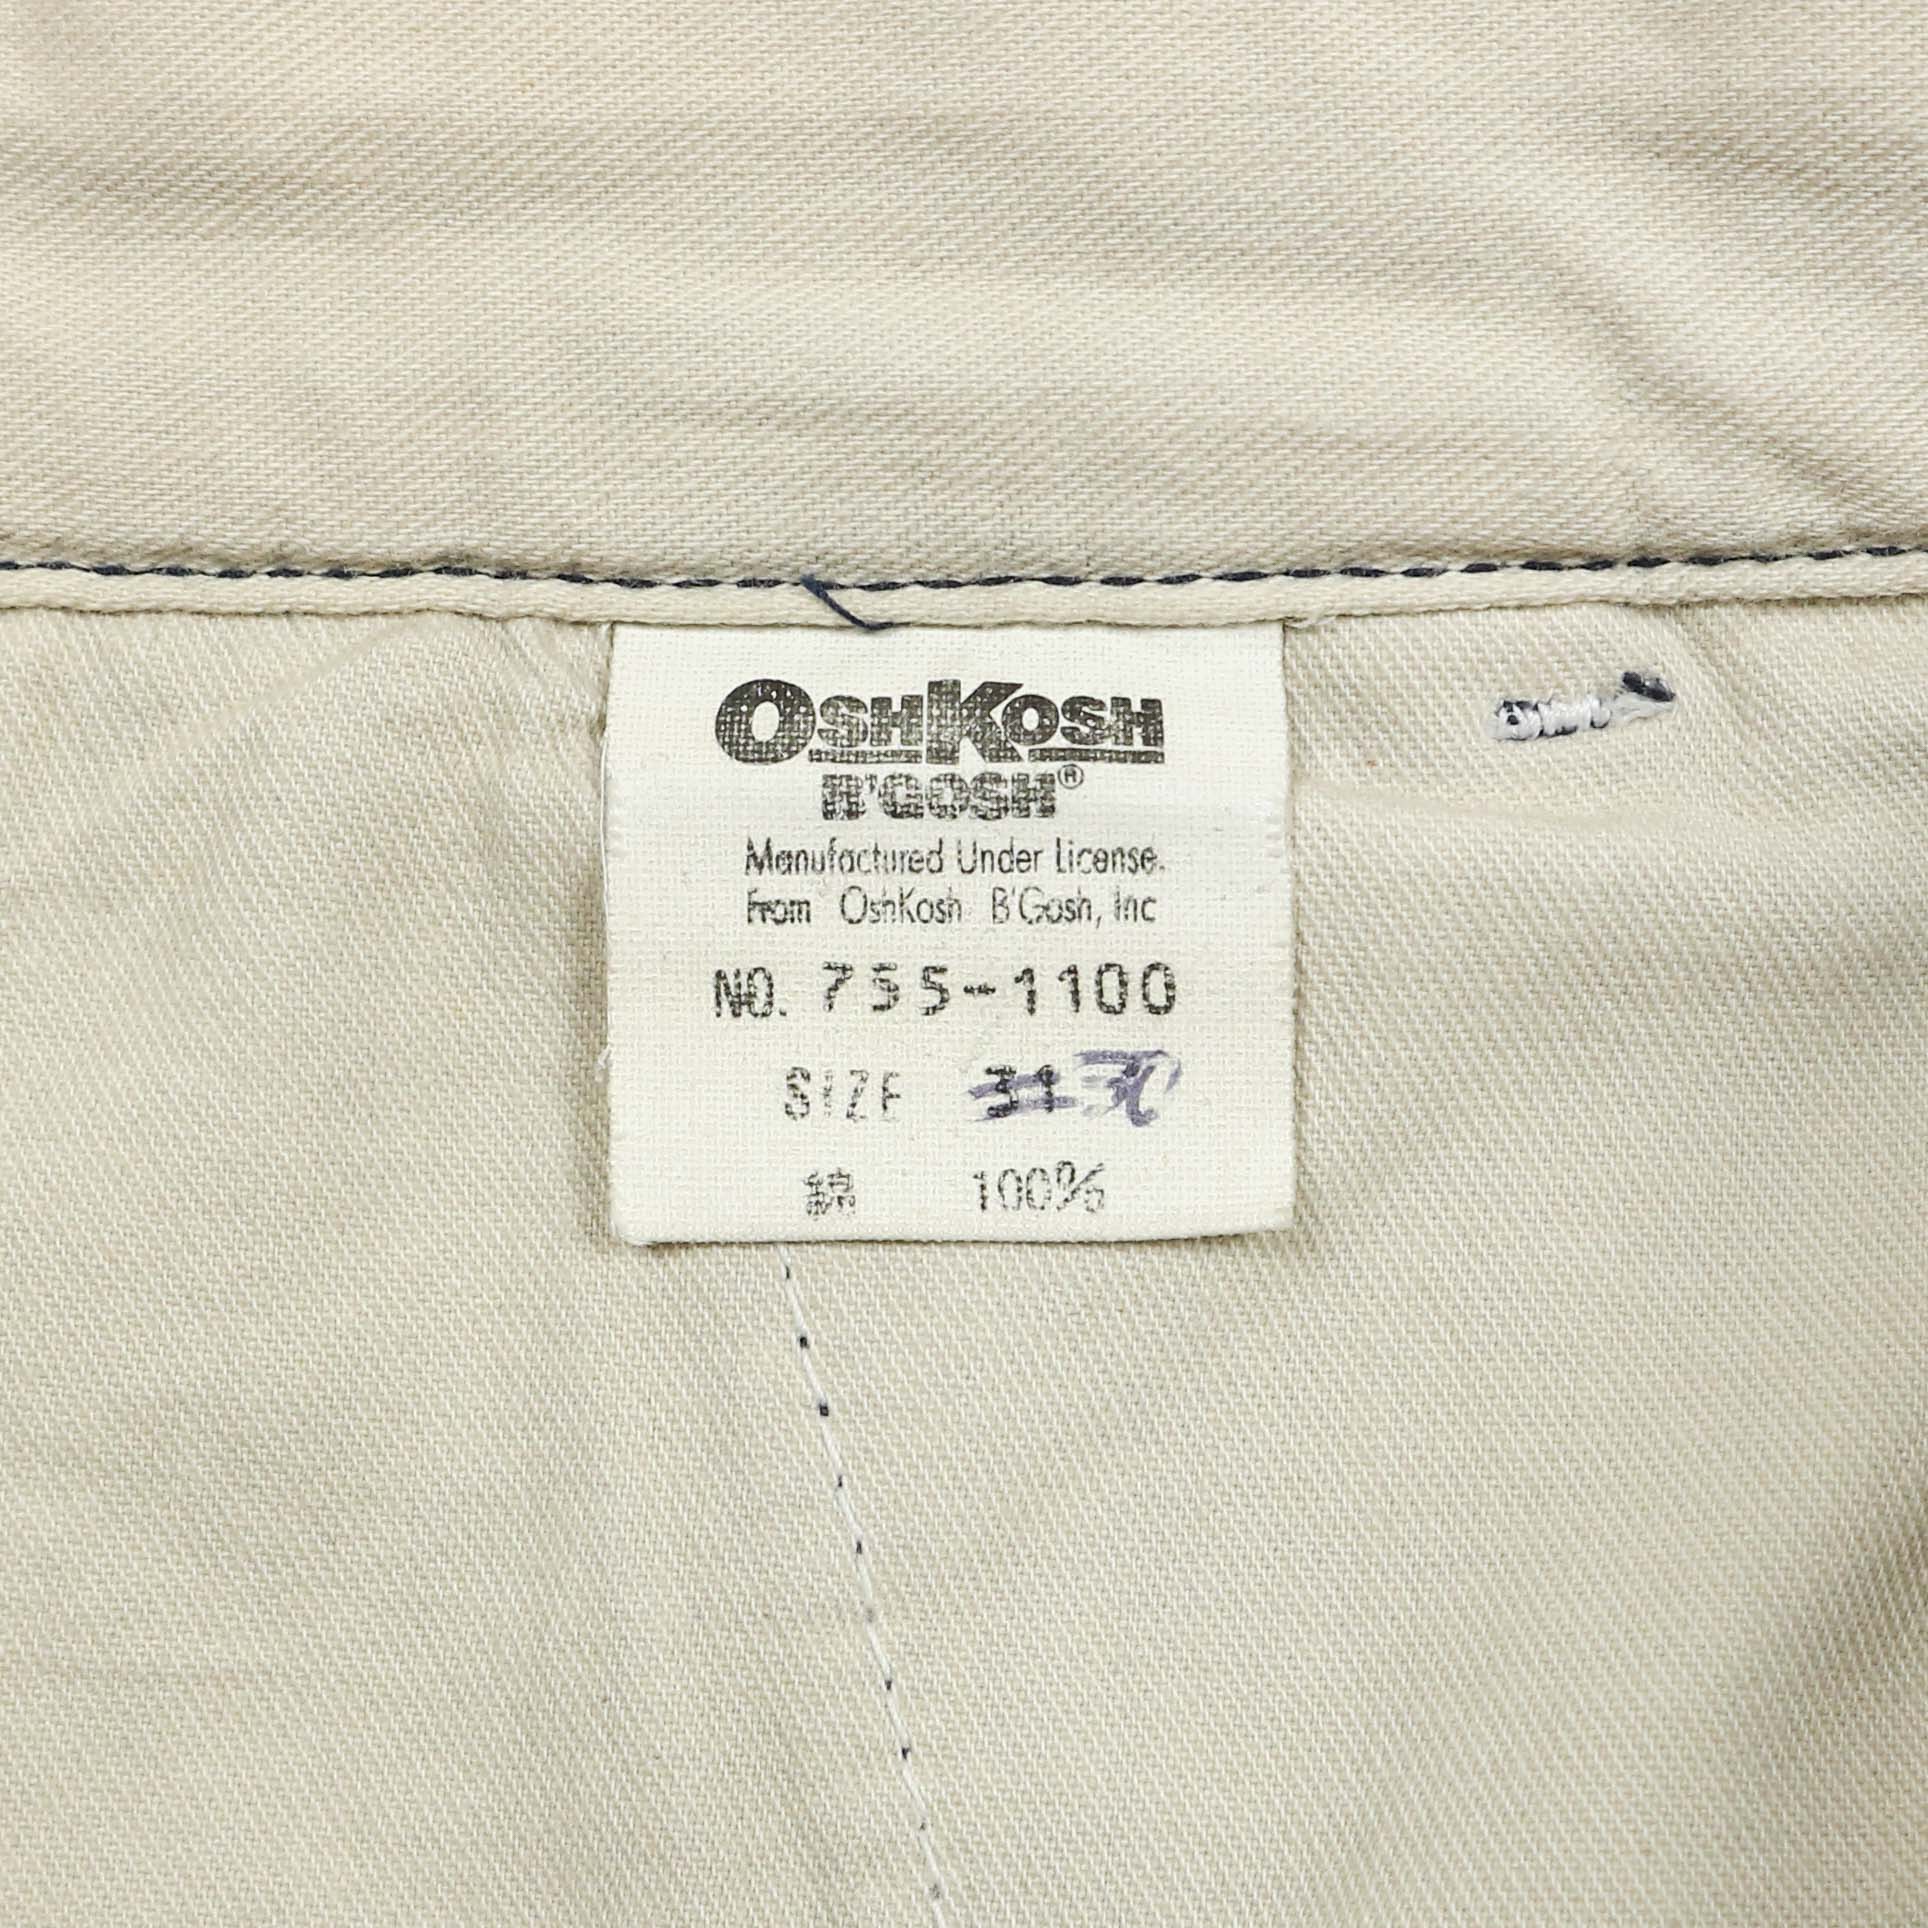 OSHKOSH
B'GOSH®
Manufactured Under License.
From OshKosh B'Gosh, Inc
NO. 755-1100
SIZE 31 30
綿 100%